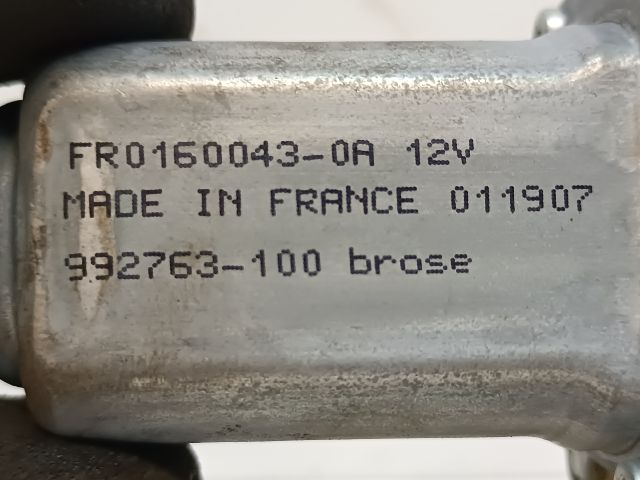 FR0160043-0A 12V
MADE IN FRANCE 011907
992763-100 brose